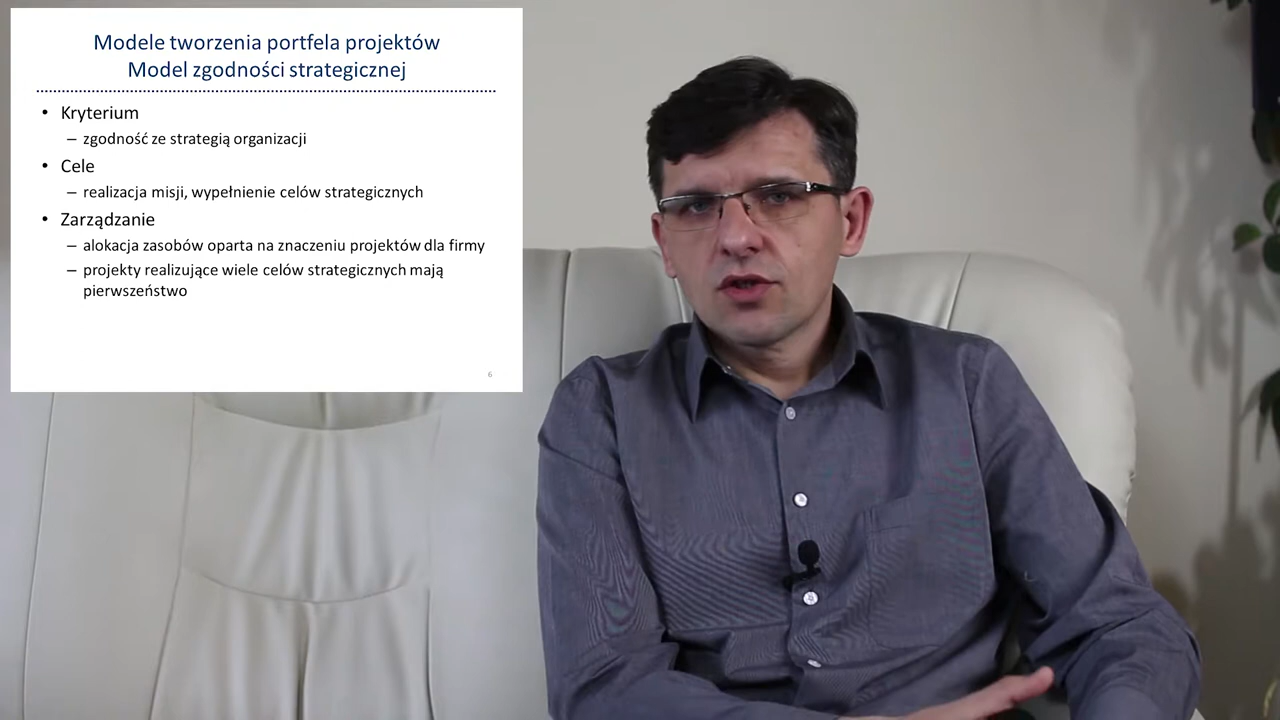 Modele tworzenia portfela projektów
Model zgodności strategicznej
• Kryterium
– zgodność ze strategią organizacji
• Cele
– realizacja misji, wypełnienie celów strategicznych
• Zarządzanie
– alokacja zasobów oparta na znaczeniu projektów dla firmy
– projekty realizujące wiele celów strategicznych mają
pierwszeństwo
6